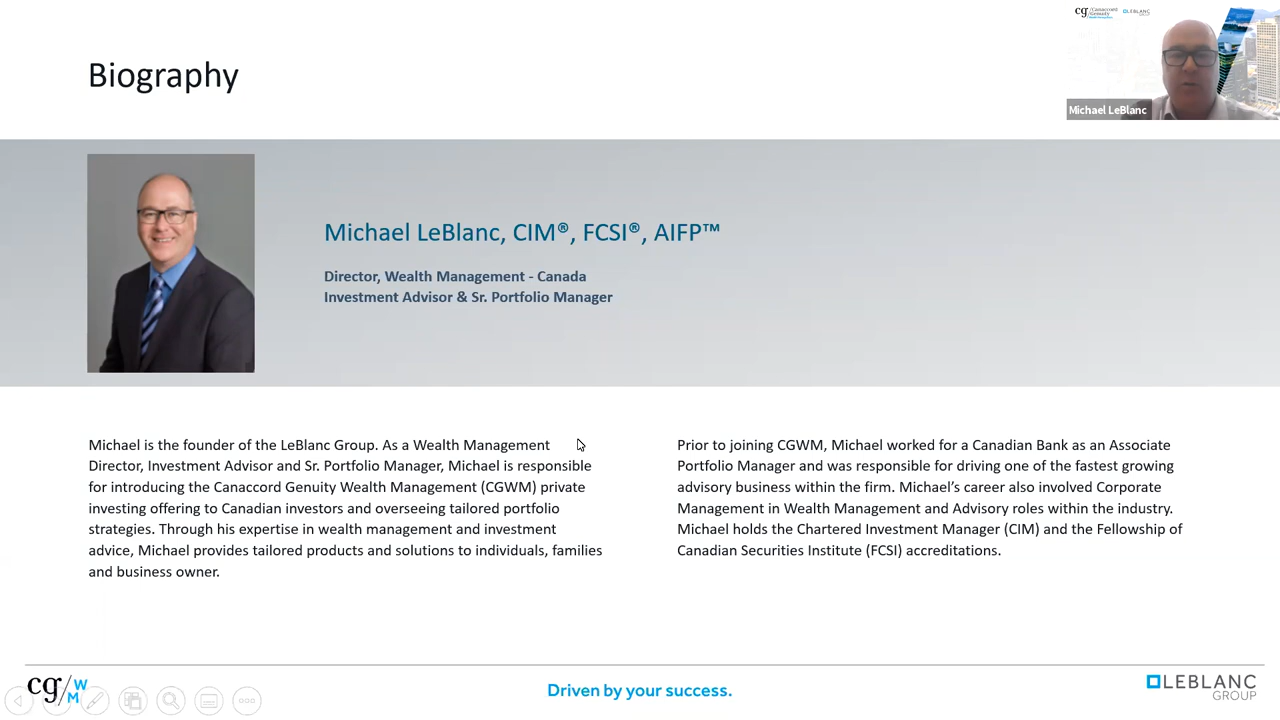 cg/Canaccord Genuity
LEBLANC
Biography
Michael LeBlanc
Michael LeBlanc, CIM®, FCSI®, AIFP™
Director, Wealth Management - Canada
Investment Advisor & Sr. Portfolio Manager
Michael is the founder of the LeBlanc Group. As a Wealth Management
Director, Investment Advisor and Sr. Portfolio Manager, Michael is responsible
for introducing the Canaccord Genuity Wealth Management (CGWM) private
investing offering to Canadian investors and overseeing tailored portfolio
strategies. Through his expertise in wealth management and investment
advice, Michael provides tailored products and solutions to individuals, families
and business owner.
Prior to joining CGWM, Michael worked for a Canadian Bank as an Associate
Portfolio Manager and was responsible for driving one of the fastest growing
advisory business within the firm. Michael’s career also involved Corporate
Management in Wealth Management and Advisory roles within the industry.
Michael holds the Chartered Investment Manager (CIM) and the Fellowship of
Canadian Securities Institute (FCSI) accreditations.
cg/WM
Driven by your success.
LEBLANC
GROUP